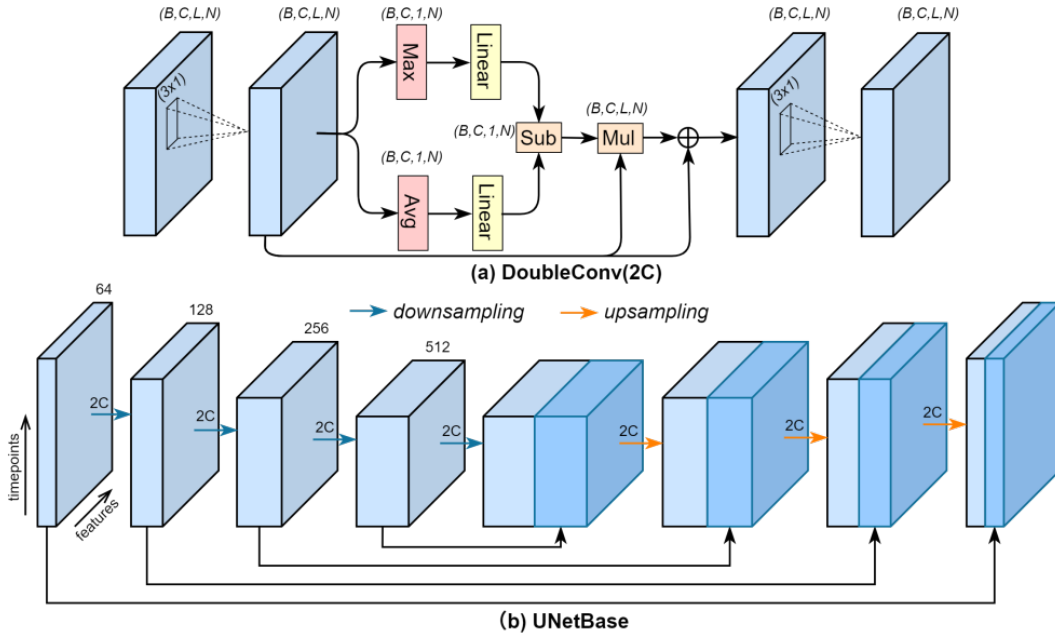 (B,C,L,N)
(B,C,L,N)
(B,C,1,N)
(B,C,L,N)
(B,C,L,N)
(3x1)
Max
Linear
(B,C,1,N)
Sub
(B,C,L,N)
Mul
(3x1)
(B,C,1,N)
Avg
Linear
(a) DoubleConv(2C)
64
128
256
512
downsampling
upsampling
2C
2C
2C
2C
2C
2C
2C
timepoints
features
(b) UNetBase